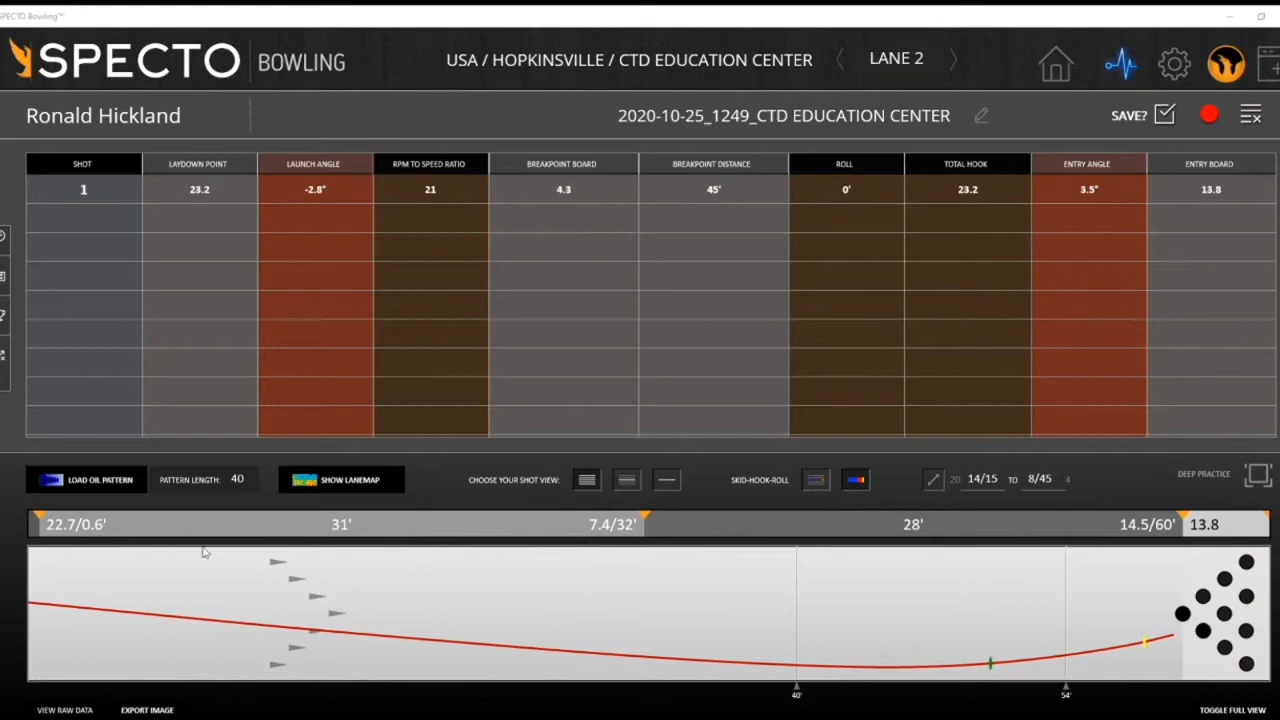 SPECTO Bowling™
SPECTO BOWLING
USA / HOPKINSVILLE / CTD EDUCATION CENTER
LANE 2
Ronald Hickland
2020-10-25_1249_CTD EDUCATION CENTER
SAVE?
SHOT LAYDOWN POINT LAUNCH ANGLE RPM TO SPEED RATIO BREAKPOINT BOARD BREAKPOINT DISTANCE ROLL TOTAL HOOK ENTRY ANGLE ENTRY BOARD
1 23.2 -2.8° 21 4.3 45' 0' 23.2 3.5° 13.8
LOAD OIL PATTERN PATTERN LENGTH: 40 SHOW LANEMAP CHOOSE YOUR SHOT VIEW: SKID-HOOK-ROLL 20 14/15 TO 8/45 4 DEEP PRACTICE
22.7/0.6' 31' 7.4/32' 28' 14.5/60' 13.8
40' 54'
VIEW RAW DATA EXPORT IMAGE TOGGLE FULL VIEW